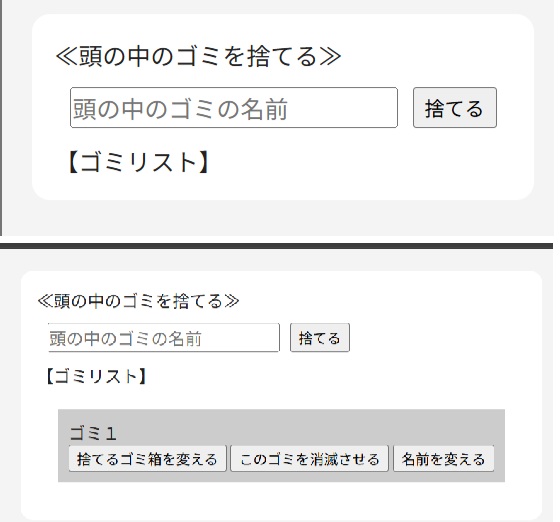 ≪頭の中のゴミを捨てる≫
頭の中のゴミの名前 捨てる
【ゴミリスト】
≪頭の中のゴミを捨てる≫
頭の中のゴミの名前 捨てる
【ゴミリスト】
ゴミ１
捨てるゴミ箱を変える このゴミを消滅させる 名前を変える